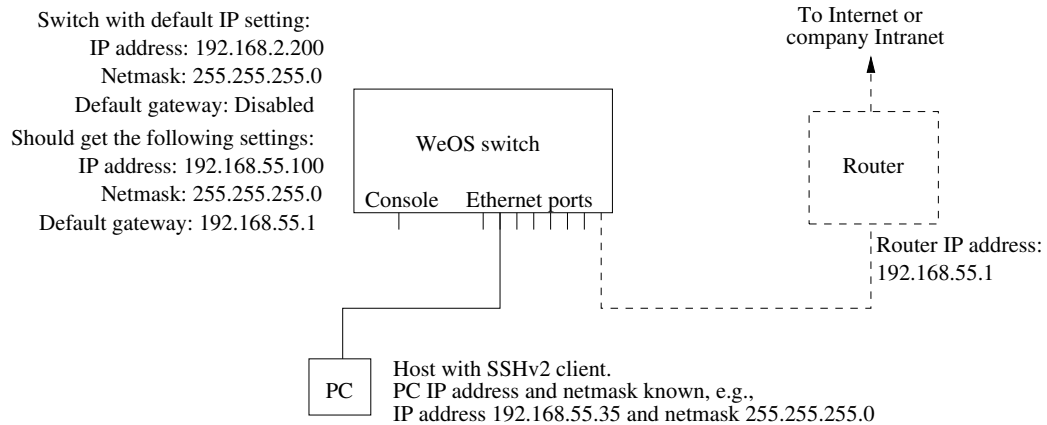 Switch with default IP setting:
IP address: 192.168.2.200
Netmask: 255.255.255.0
Default gateway: Disabled
Should get the following settings:
IP address: 192.168.55.100
Netmask: 255.255.255.0
Default gateway: 192.168.55.1
WeOS switch
Console
Ethernet ports
To Internet or
company Intranet
Router
Router IP address:
192.168.55.1
PC
Host with SSHv2 client.
PC IP address and netmask known, e.g.,
IP address 192.168.55.35 and netmask 255.255.255.0